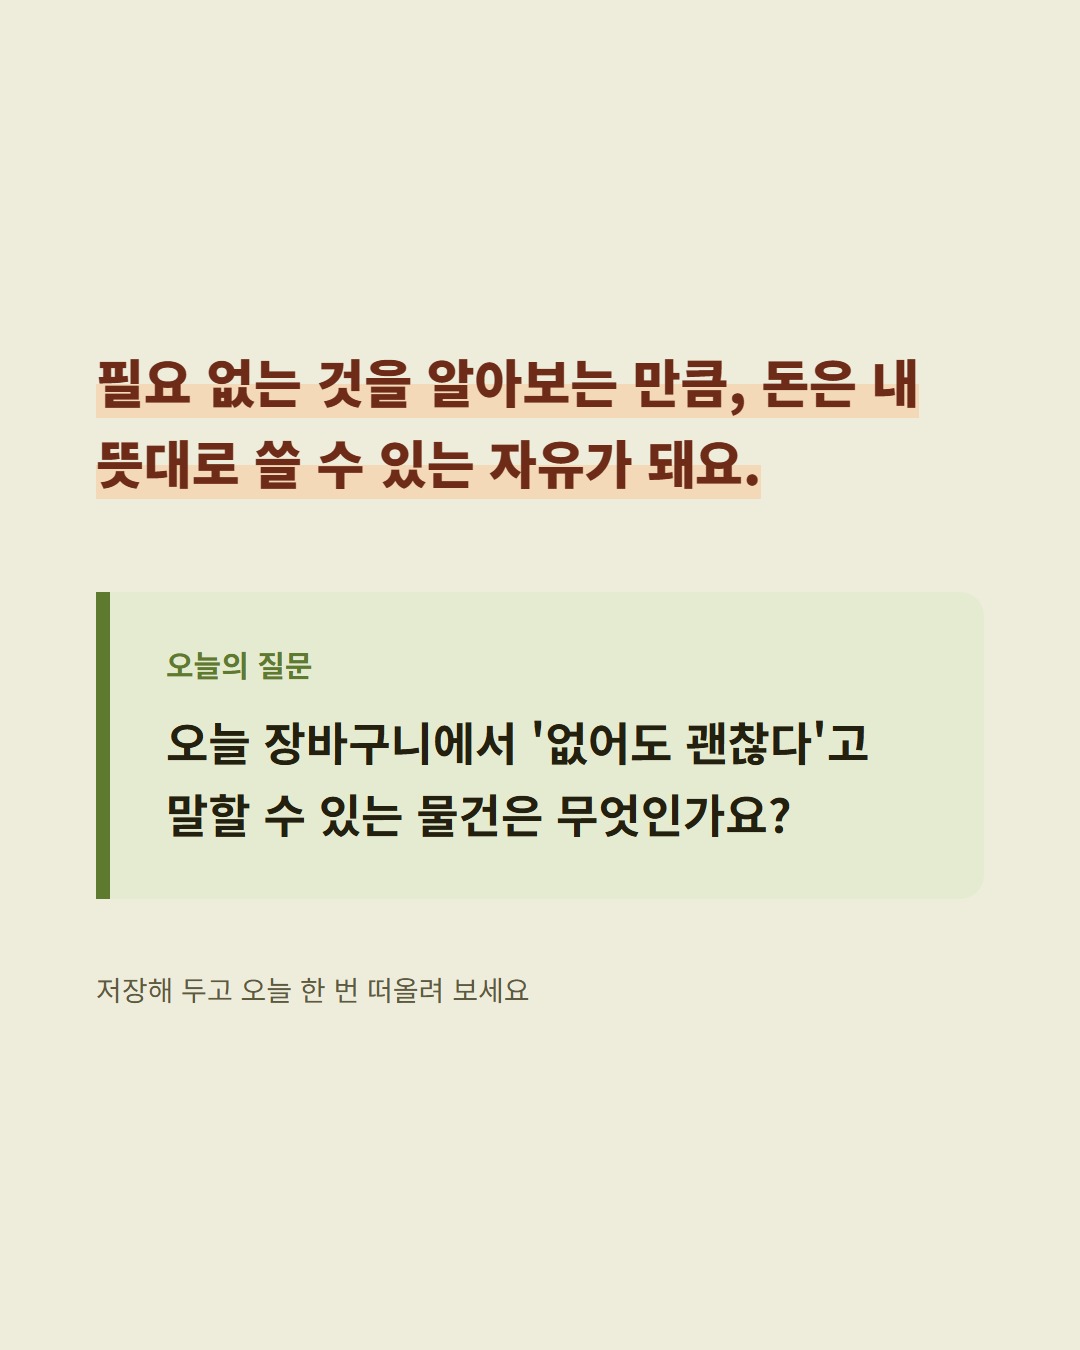 필요 없는 것을 알아보는 만큼, 돈은 내
뜻대로 쓸 수 있는 자유가 돼요.
오늘의 질문
오늘 장바구니에서 '없어도 괜찮다'고
말할 수 있는 물건은 무엇인가요?
저장해 두고 오늘 한 번 떠올려 보세요